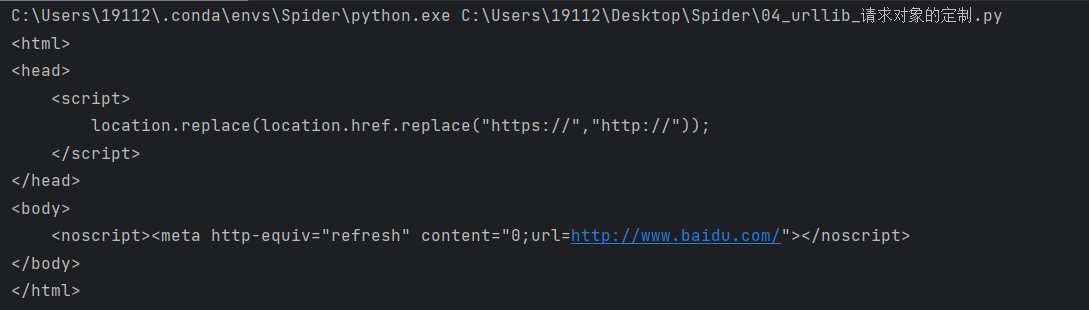 C:\Users\19112\.conda\envs\Spider\python.exe C:\Users\19112\Desktop\Spider\04_urllib_请求对象的定制.py
<html>
<head>
    <script>
        location.replace(location.href.replace("https://","http://"));
    </script>
</head>
<body>
    <noscript><meta http-equiv="refresh" content="0;url=http://www.baidu.com/"></noscript>
</body>
</html>